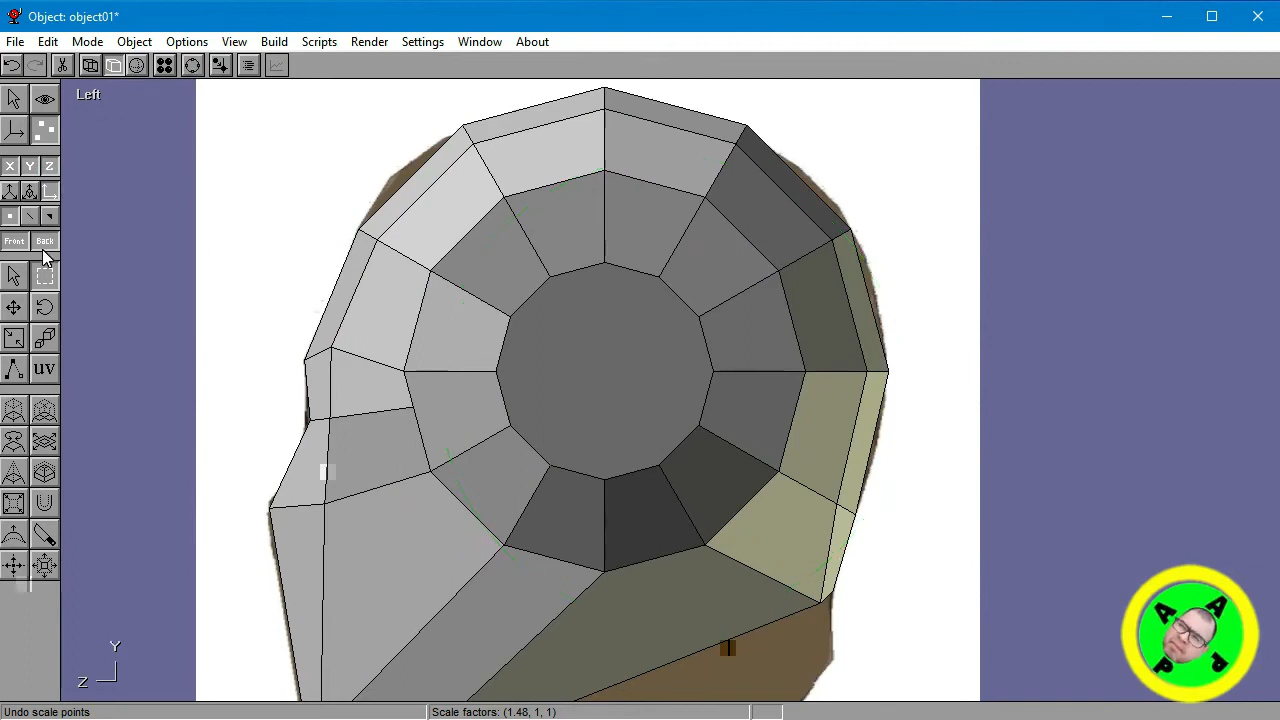 Object: object01*
File Edit Mode Object Options View Build Scripts Render Settings Window About
Left
X Y Z
Front Back
uv
Y
Z
A A P P
Undo scale points
Scale factors: (1.48, 1, 1)